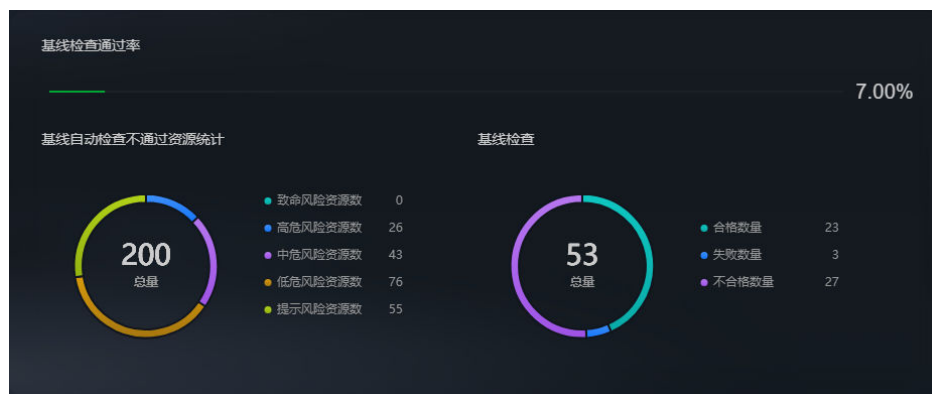 基线检查通过率
7.00%
基线自动检查不通过资源统计
200
总量
致命风险资源数 0
高危风险资源数 26
中危风险资源数 43
低危风险资源数 76
提示风险资源数 55
基线检查
53
总量
合格数量 23
失败数量 3
不合格数量 27